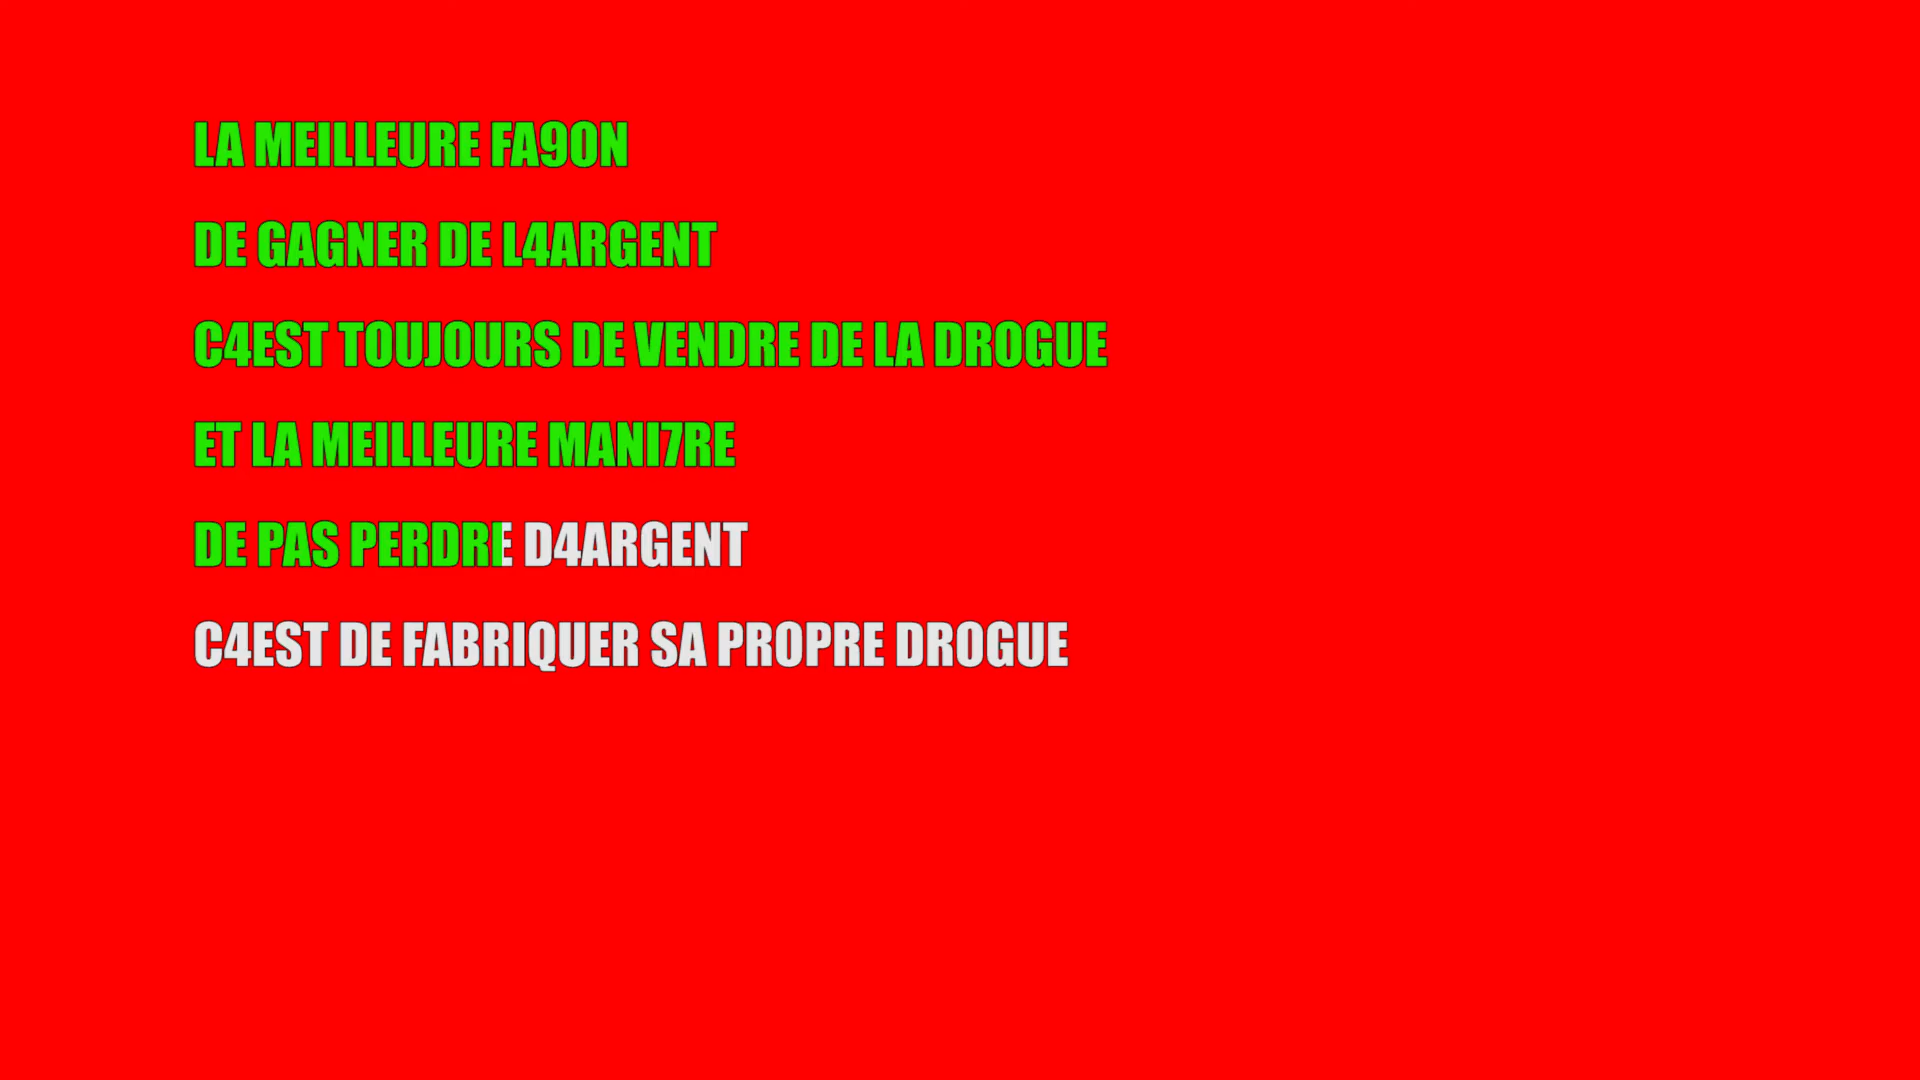 LA MEILLEURE FA9ON
DE GAGNER DE L4ARGENT
C4EST TOUJOURS DE VENDRE DE LA DROGUE
ET LA MEILLEURE MANI7RE
DE PAS PERDRE D4ARGENT
C4EST DE FABRIQUER SA PROPRE DROGUE